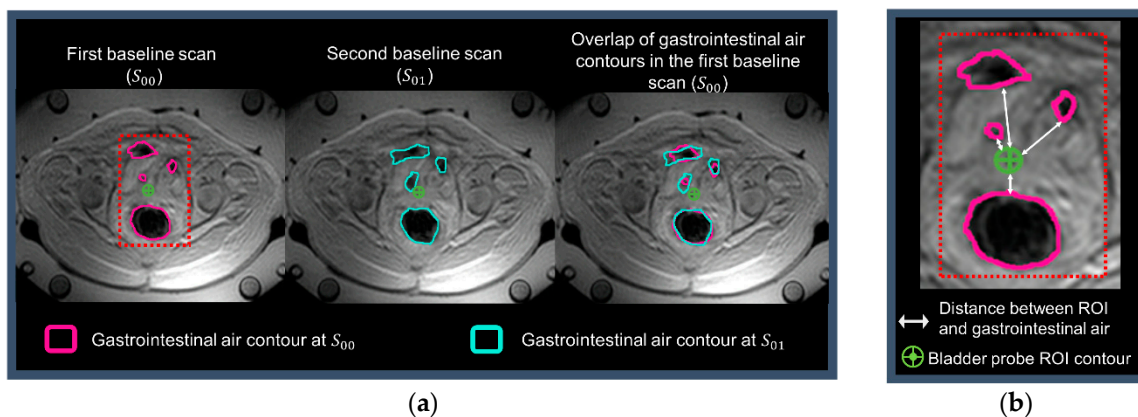 First baseline scan
(S₀₀)
Second baseline scan
(S₀₁)
Overlap of gastrointestinal air
contours in the first baseline
scan (S₀₀)
Gastrointestinal air contour at S₀₀
Gastrointestinal air contour at S₀₁
(a)
Distance between ROI
and gastrointestinal air
Bladder probe ROI contour
(b)